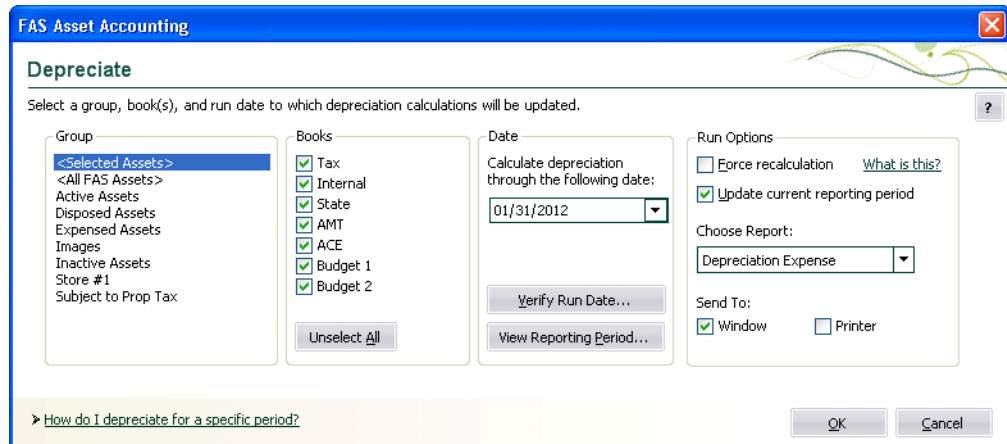 FAS Asset Accounting
Depreciate
Select a group, book(s), and run date to which depreciation calculations will be updated.
?
Group
<Selected Assets>
<All FAS Assets>
Active Assets
Disposed Assets
Expensed Assets
Images
Inactive Assets
Store #1
Subject to Prop Tax
Books
Tax
Internal
State
AMT
ACE
Budget 1
Budget 2
Unselect All
Date
Calculate depreciation
through the following date:
01/31/2012
Verify Run Date...
View Reporting Period...
Run Options
Force recalculation What is this?
Update current reporting period
Choose Report:
Depreciation Expense
Send To:
Window Printer
How do I depreciate for a specific period?
OK Cancel